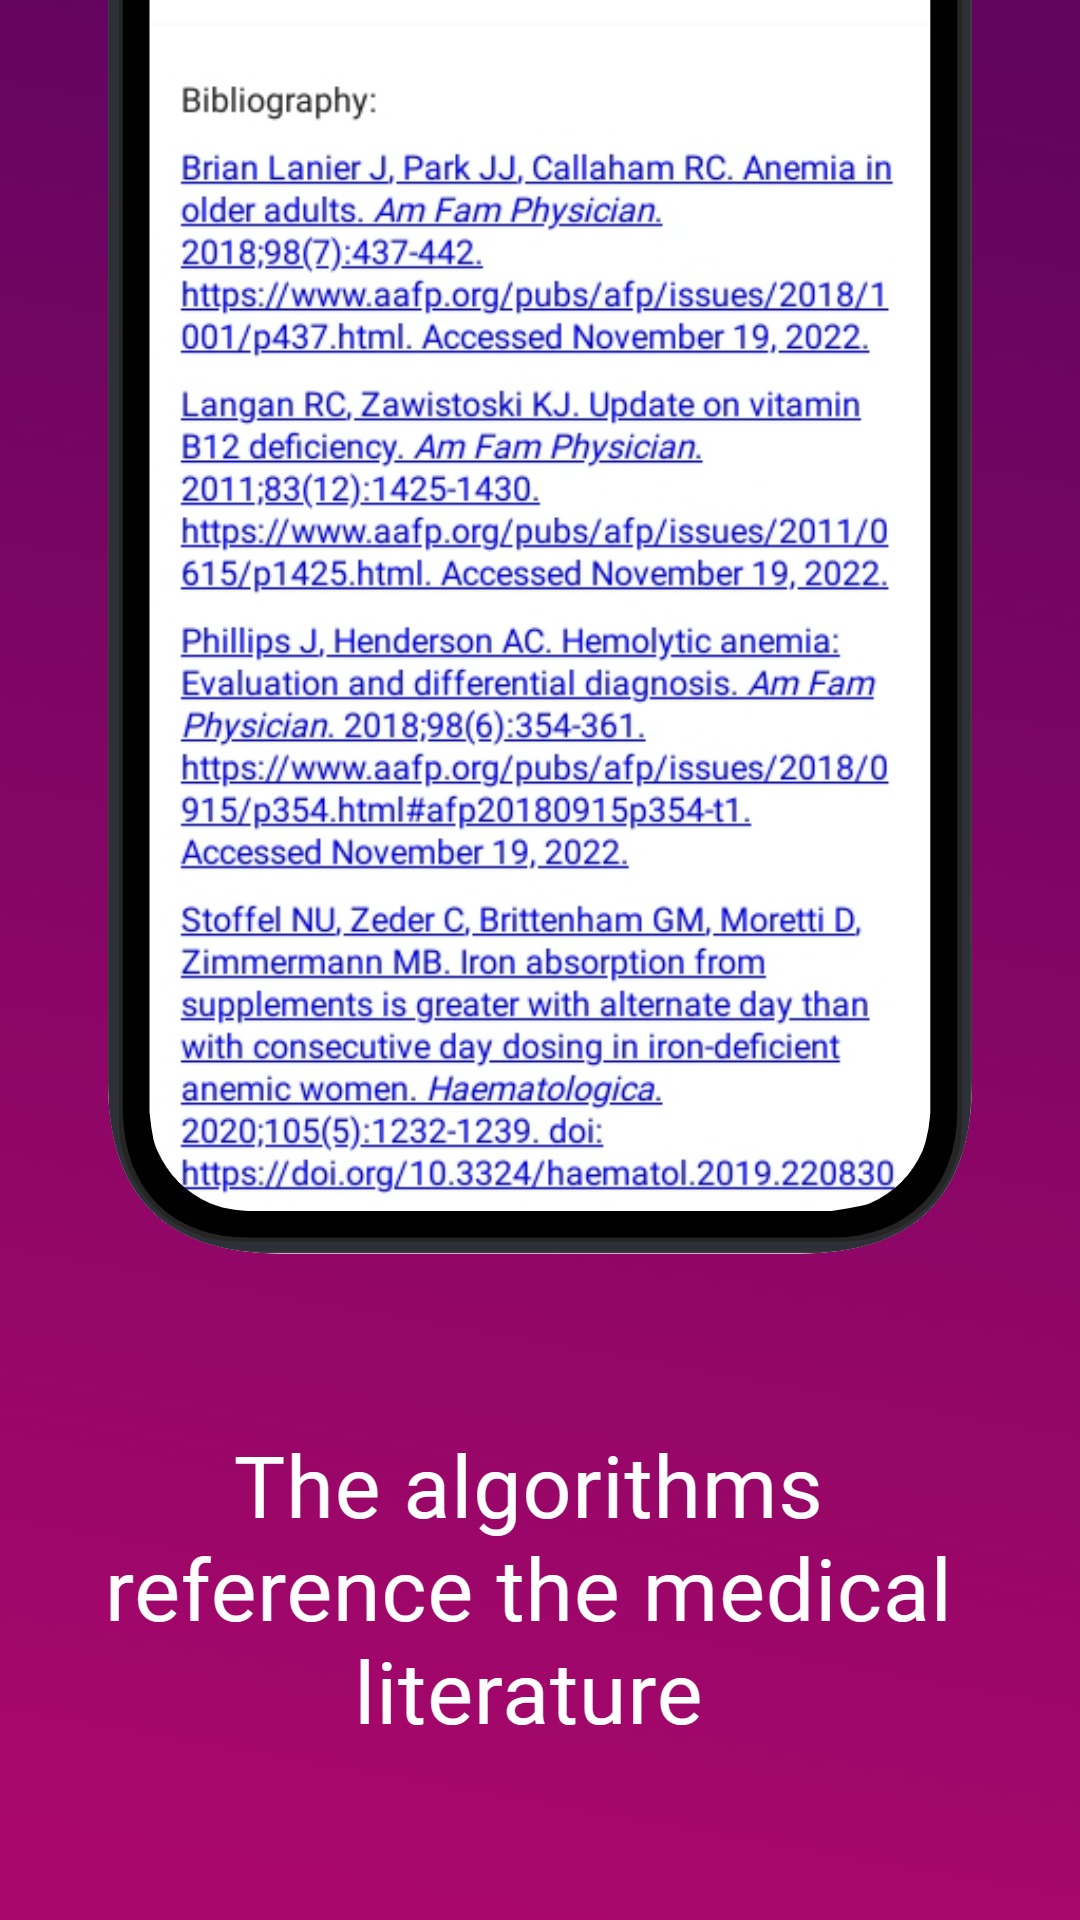 Bibliography:
Brian Lanier J, Park JJ, Callaham RC. Anemia in
older adults. Am Fam Physician.
2018;98(7):437-442.
https://www.aafp.org/pubs/afp/issues/2018/1
001/p437.html. Accessed November 19, 2022.
Langan RC, Zawistoski KJ. Update on vitamin
B12 deficiency. Am Fam Physician.
2011;83(12):1425-1430.
https://www.aafp.org/pubs/afp/issues/2011/0
615/p1425.html. Accessed November 19, 2022.
Phillips J, Henderson AC. Hemolytic anemia:
Evaluation and differential diagnosis. Am Fam
Physician. 2018;98(6):354-361.
https://www.aafp.org/pubs/afp/issues/2018/0
915/p354.html#afp20180915p354-t1.
Accessed November 19, 2022.
Stoffel NU, Zeder C, Brittenham GM, Moretti D,
Zimmermann MB. Iron absorption from
supplements is greater with alternate day than
with consecutive day dosing in iron-deficient
anemic women. Haematologica.
2020;105(5):1232-1239. doi:
https://doi.org/10.3324/haematol.2019.220830
The algorithms
reference the medical
literature